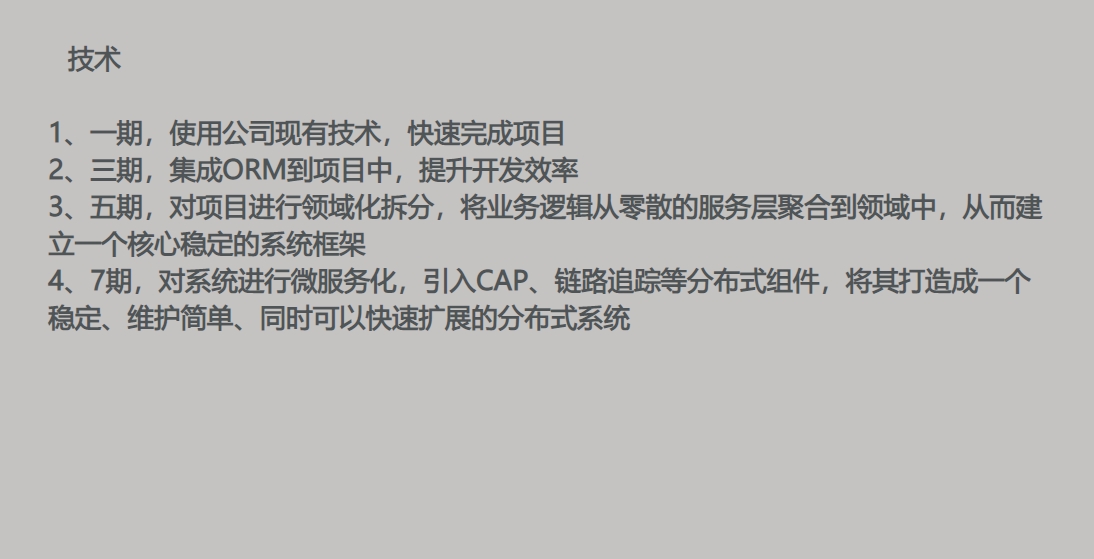 技术
1、一期，使用公司现有技术，快速完成项目
2、三期，集成ORM到项目中，提升开发效率
3、五期，对项目进行领域化拆分，将业务逻辑从零散的服务层聚合到领域中，从而建
立一个核心稳定的系统框架
4、7期，对系统进行微服务化，引入CAP、链路追踪等分布式组件，将其打造成一个
稳定、维护简单、同时可以快速扩展的分布式系统